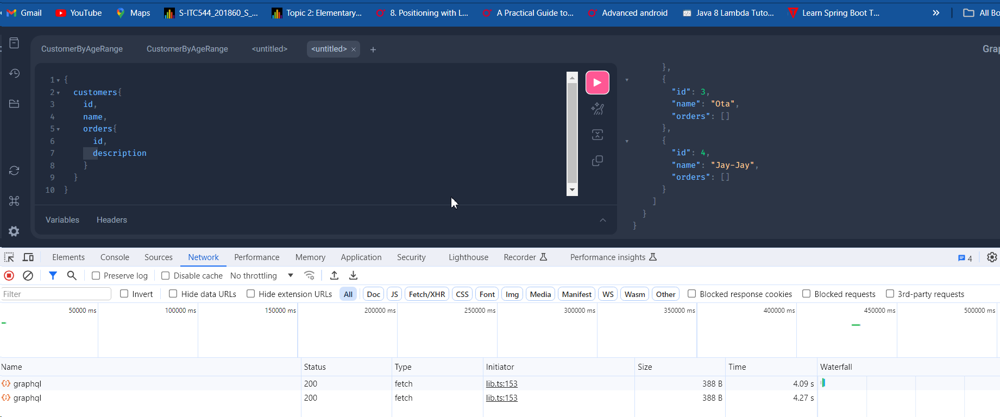 Gmail YouTube Maps S-ITC544_201860_S_... Topic 2: Elementary... 8. Positioning with L... A Practical Guide to... Advanced android Java 8 Lambda Tuto... Learn Spring Boot T... » All Bo
CustomerByAgeRange CustomerByAgeRange <untitled> <untitled> × + Grap
1 {
2 customers{
3 id,
4 name,
5 orders{
6 id,
7 description
8 }
9 }
10 }
Variables Headers
},
{
"id": 3,
"name": "Ota",
"orders": []
},
{
"id": 4,
"name": "Jay-Jay",
"orders": []
}
]
}
}
Elements Console Sources Network Performance Memory Application Security Lighthouse Recorder Performance insights 4
Preserve log Disable cache No throttling
Filter Invert Hide data URLs Hide extension URLs All Doc JS Fetch/XHR CSS Font Img Media Manifest WS Wasm Other Blocked response cookies Blocked requests 3rd-party requests
50000 ms 100000 ms 150000 ms 200000 ms 250000 ms 300000 ms 350000 ms 400000 ms 450000 ms 500000 ms
Name Status Type Initiator Size Time Waterfall
graphql 200 fetch lib.ts:153 388 B 4.09 s
graphql 200 fetch lib.ts:153 388 B 4.27 s